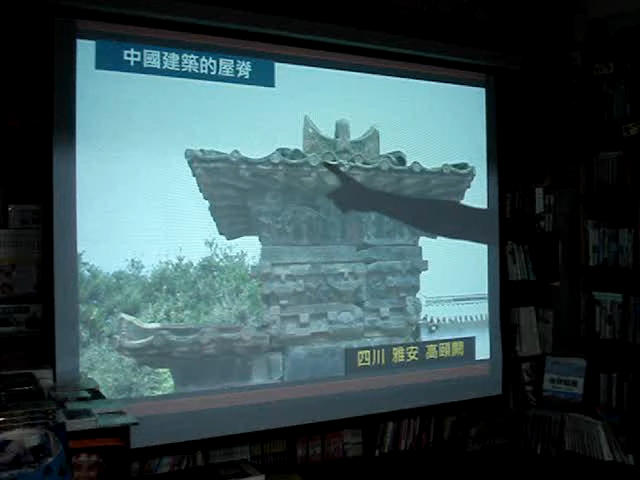 中國建築的屋脊
四川 雅安 高頤闕